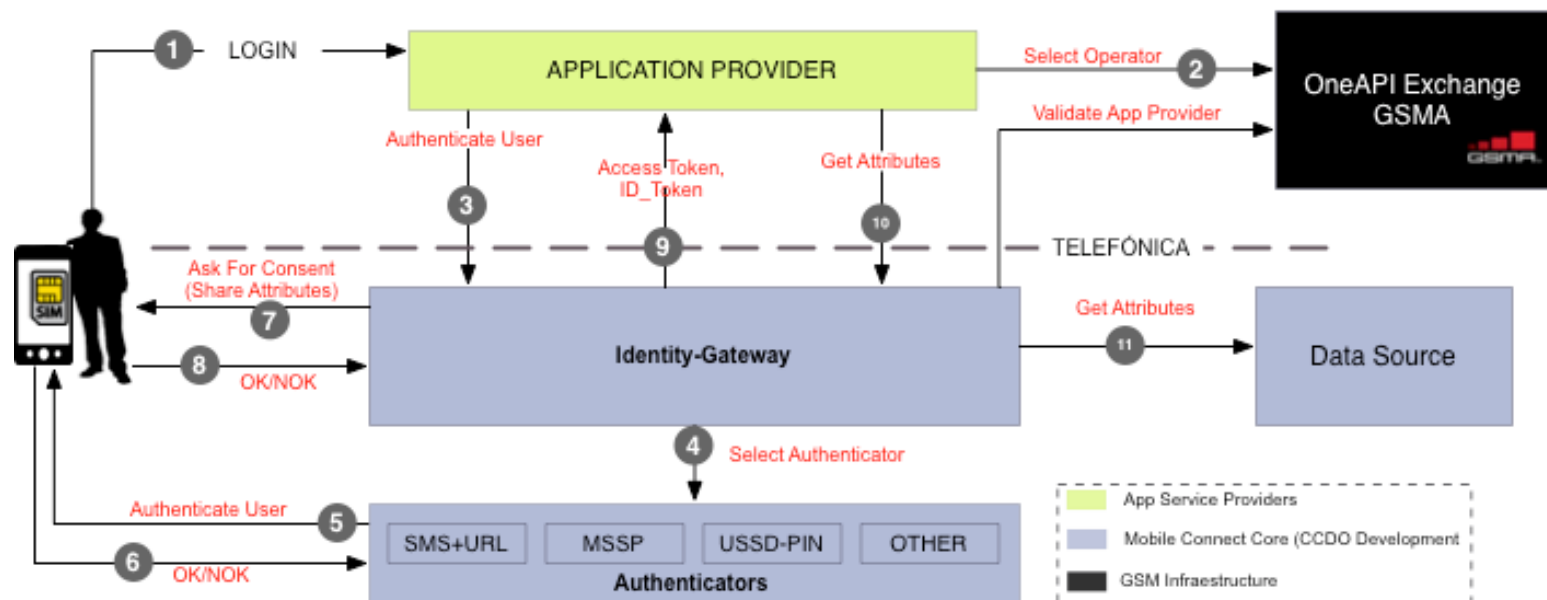 1
LOGIN
APPLICATION PROVIDER
Select Operator
2
OneAPI Exchange
GSMA
GSMA
Validate App Provider
Authenticate User
Access Token,
ID_Token
Get Attributes
3
9
10
TELEFÓNICA
SIM
Ask For Consent
(Share Attributes)
7
8
OK/NOK
Identity-Gateway
Get Attributes
11
Data Source
4
Select Authenticator
Authenticate User
5
6
OK/NOK
SMS+URL
MSSP
USSD-PIN
OTHER
Authenticators
App Service Providers
Mobile Connect Core (CCDO Development
GSM Infraestructure